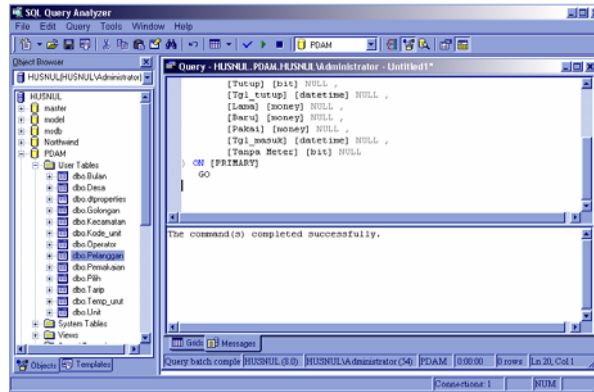 SQL Query Analyzer
File Edit Query Tools Window Help
PDAM
Object Browser
HUSNUL(HUSNUL\Administrator)
HUSNUL
master
model
msdb
Northwind
PDAM
User Tables
dbo.Bulan
dbo.Desa
dbo.dtproperties
dbo.Golongan
dbo.Kecamatan
dbo.Kode_unit
dbo.Operator
dbo.Pelanggan
dbo.Pemakaian
dbo.Pilih
dbo.Tarip
dbo.Temp_urut
dbo.Unit
System Tables
Views
Objects Templates
Query - HUSNUL.PDAM.HUSNUL\Administrator - Untitled1*
[Tutup] [bit] NULL ,
[Tgl_tutup] [datetime] NULL ,
[Lama] [money] NULL ,
[Baru] [money] NULL ,
[Pakai] [money] NULL ,
[Tgl_masuk] [datetime] NULL ,
[Tanpa Meter] [bit] NULL
) ON [PRIMARY]
GO
The command(s) completed successfully.
Grids Messages
Query batch comple HUSNUL (8.0) HUSNUL\Administrator (54) PDAM 0:00:00 0 rows Ln 20, Col 1
Connections: 1 NUM